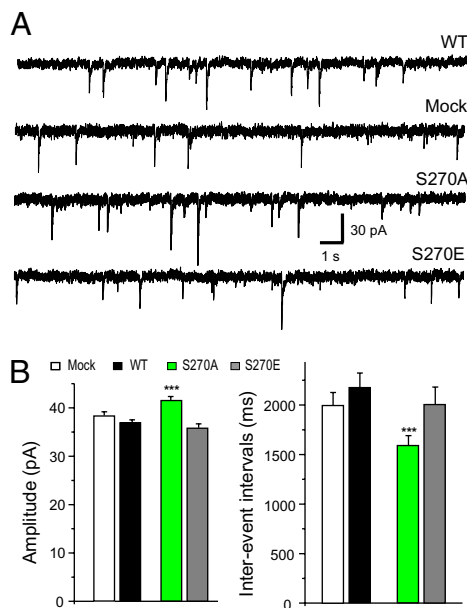 A
WT
Mock
S270A
30 pA
1 s
S270E
B
Mock WT S270A S270E
Amplitude (pA)
40
30
20
10
0
***
Inter-event intervals (ms)
2000
1500
1000
500
0
***